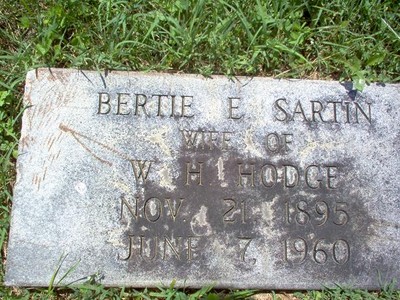 BERTIE E SARTIN
WIFE OF
W H HODGE
NOV. 21 1895
JUNE 7, 1960